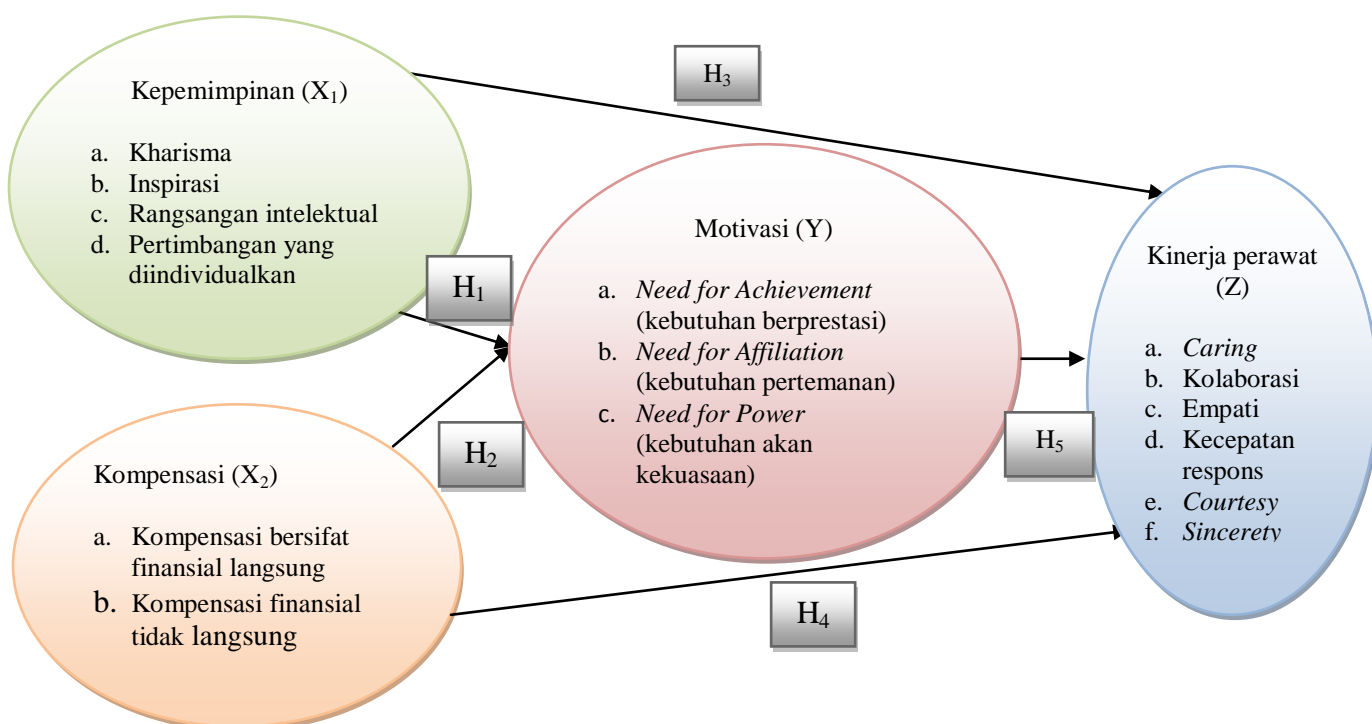 Kepemimpinan (X₁)
a. Kharisma
b. Inspirasi
c. Rangsangan intelektual
d. Pertimbangan yang
diindividualkan
H₁
H₃
Motivasi (Y)
a. Need for Achievement
(kebutuhan berprestasi)
b. Need for Affiliation
(kebutuhan pertemanan)
c. Need for Power
(kebutuhan akan
kekuasaan)
Kinerja perawat
(Z)
a. Caring
b. Kolaborasi
c. Empati
d. Kecepatan
respons
e. Courtesy
f. Sincerety
H₅
H₂
Kompensasi (X₂)
a. Kompensasi bersifat
finansial langsung
b. Kompensasi finansial
tidak langsung
H₄